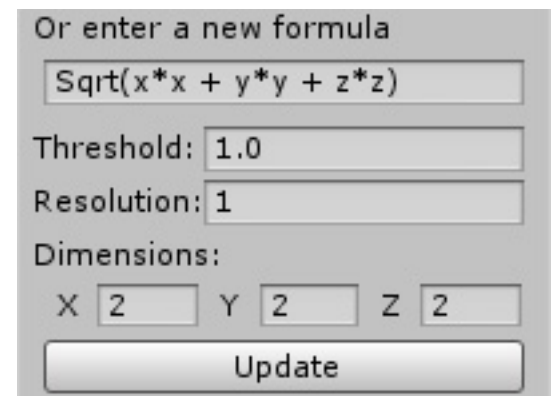 Or enter a new formula
Sqrt(x*x + y*y + z*z)
Threshold: 1.0
Resolution: 1
Dimensions:
X 2 Y 2 Z 2
Update